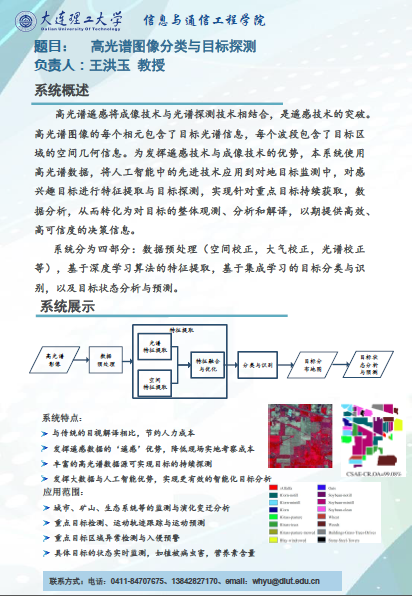 大连理工大学 信息与通信工程学院
Dalian University Of Technology
题目： 高光谱图像分类与目标探测
负责人：王洪玉 教授
系统概述
高光谱遥感将成像技术与光谱探测技术相结合，是遥感技术的突破。
高光谱图像的每个相元包含了目标光谱信息，每个波段包含了目标区
域的空间几何信息。为发挥遥感技术与成像技术的优势，本系统使用
高光谱数据，将人工智能中的先进技术应用到对地目标监测中，对感
兴趣目标进行特征提取与目标探测，实现针对重点目标持续获取，数
据分析，从而转化为对目标的整体观测、分析和解译，以期提供高效、
高可信度的决策信息。
系统分为四部分：数据预处理（空间校正，大气校正，光谱校正
等），基于深度学习算法的特征提取，基于集成学习的目标分类与识
别，以及目标状态分析与预测。
系统展示
特征提取
高光谱
影像
数据
预处理
光谱
特征提取
空间
特征提取
特征融合
与优化
分类与识别
目标分
布地图
目标状
态分析
与预测
系统特点：
与传统的目视解译相比，节约人力成本
发挥遥感数据的‘遥感’优势，降低现场实地考察成本
丰富的高光谱数据源可实现目标的持续探测
发挥大数据与人工智能优势，实现更有效的智能化目标分析
应用范围：
城市、矿山、生态系统等的监测与演化变迁分析
重点目标检测、运动轨迹跟踪与运动预测
重点目标区域异常检测与入侵预警
具体目标的状态实时监测，如植被病虫害，营养素含量
Alfalfa
Corn-notill
Corn-mintill
Corn
Oats
Soybean-notill
Soybean-mintill
Soybean-clean
Wheat
Woods
联系方式：电话：0411-84707675、13842827170、email：whyu@dlut.edu.cn